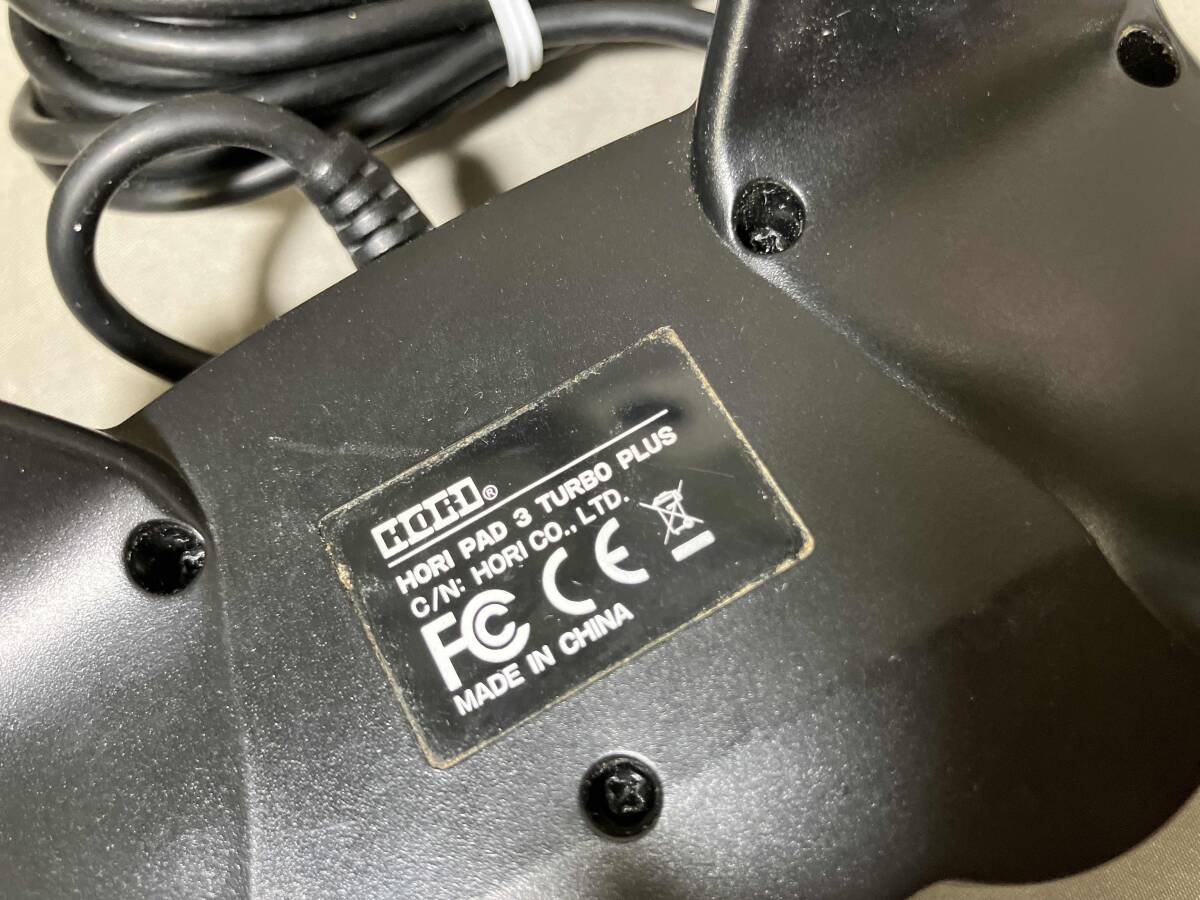 HORI®
HORI PAD 3 TURBO PLUS
C/N: HORI CO., LTD.
FC CE
MADE IN CHINA